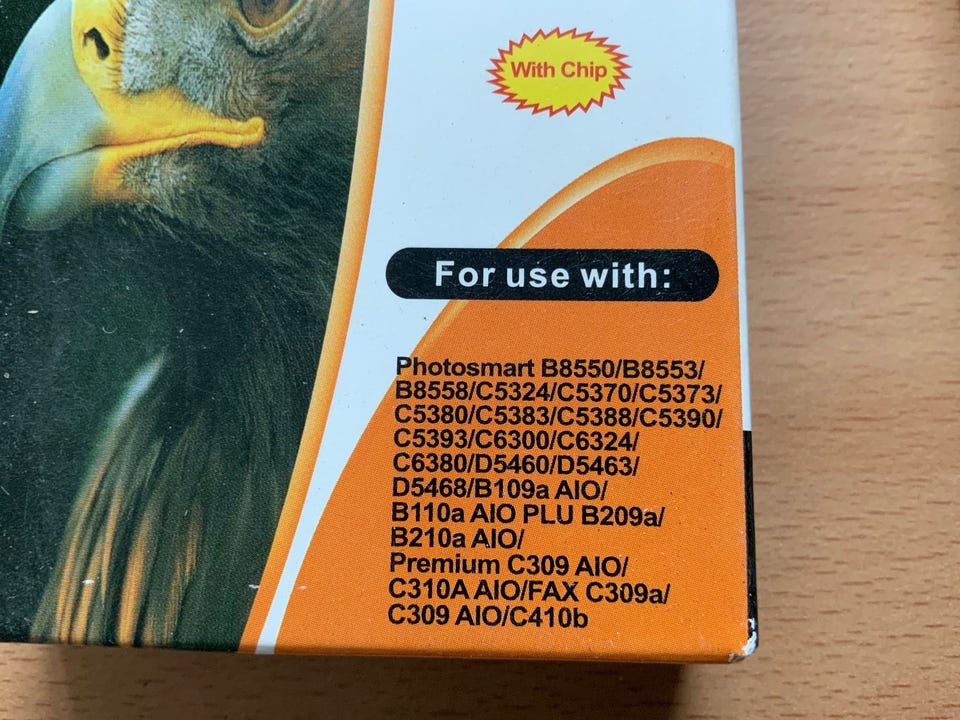 With Chip
For use with:
Photosmart B8550/B8553/
B8558/C5324/C5370/C5373/
C5380/C5383/C5388/C5390/
C5393/C6300/C6324/
C6380/D5460/D5463/
D5468/B109a AIO/
B110a AIO PLU B209a/
B210a AIO/
Premium C309 AIO/
C310A AIO/FAX C309a/
C309 AIO/C410b